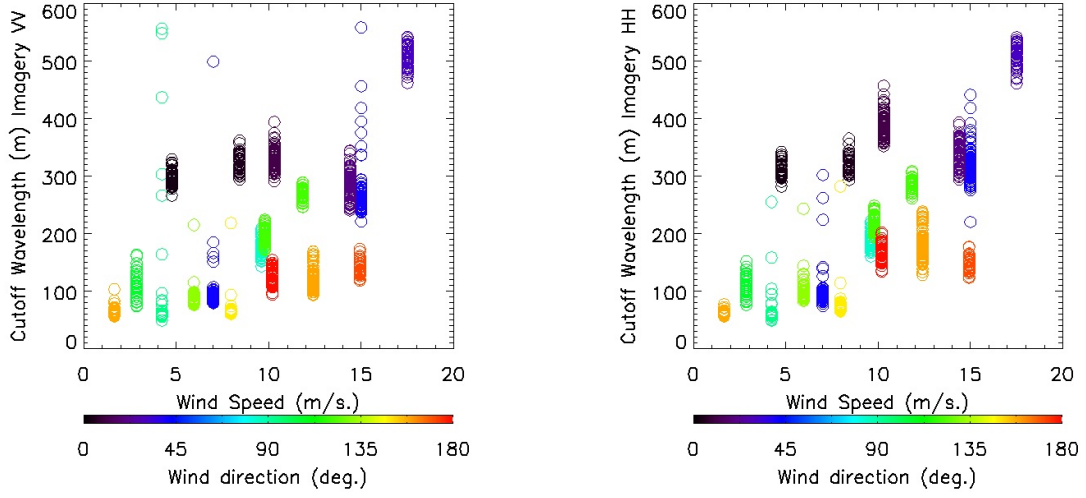 Cutoff Wavelength (m) Imagery VV
600
500
400
300
200
100
0
0 5 10 15 20
Wind Speed (m/s.)
0 45 90 135 180
Wind direction (deg.)
Cutoff Wavelength (m) Imagery HH
600
500
400
300
200
100
0
0 5 10 15 20
Wind Speed (m/s.)
0 45 90 135 180
Wind direction (deg.)